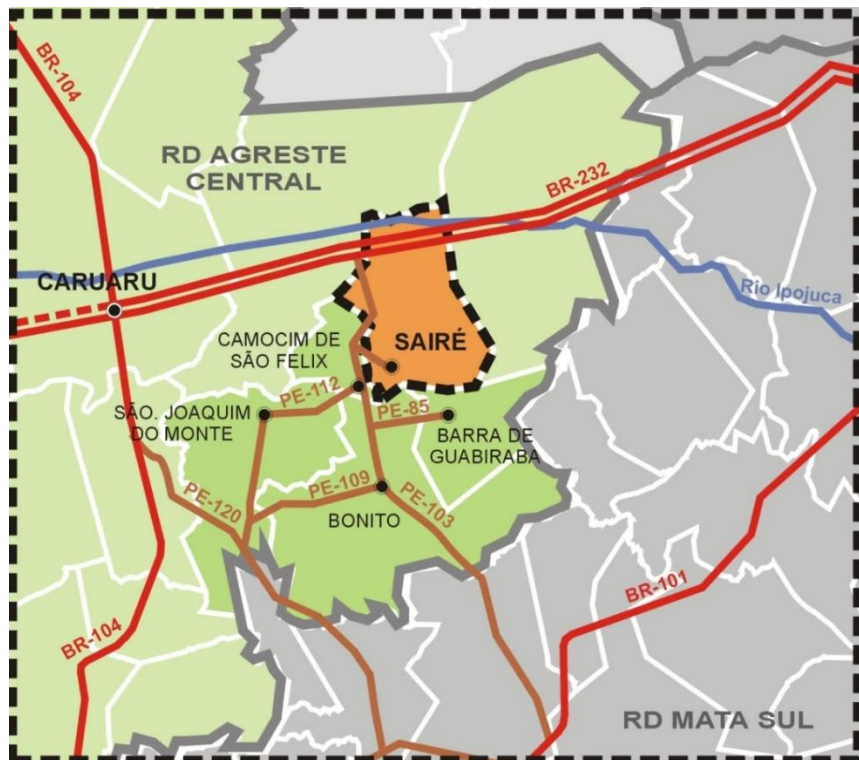 BR-104
RD AGRESTE
CENTRAL
BR-232
CARUARU
Rio Ipojuca
CAMOCIM DE
SÃO FELIX
SAIRÉ
PE-112
SÃO. JOAQUIM
DO MONTE
PE-85
BARRA DE
GUABIRABA
PE-109
PE-120
PE-103
BONITO
BR-101
BR-104
RD MATA SUL